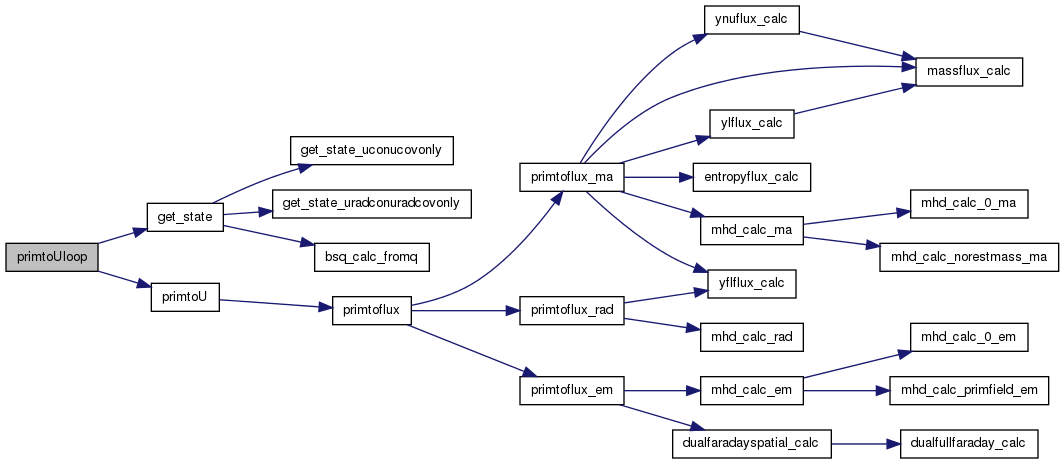 ynuflux_calc
massflux_calc
ylflux_calc
get_state_uconucovonly
primtoflux_ma
entropyflux_calc
get_state_uradconuradcovonly
mhd_calc_0_ma
get_state
mhd_calc_ma
primtoUloop
bsq_calc_fromq
mhd_calc_norestmass_ma
yflflux_calc
primtoU
primtoflux
primtoflux_rad
mhd_calc_rad
mhd_calc_0_em
primtoflux_em
mhd_calc_em
mhd_calc_primfield_em
dualfaradayspatial_calc
dualfullfaraday_calc